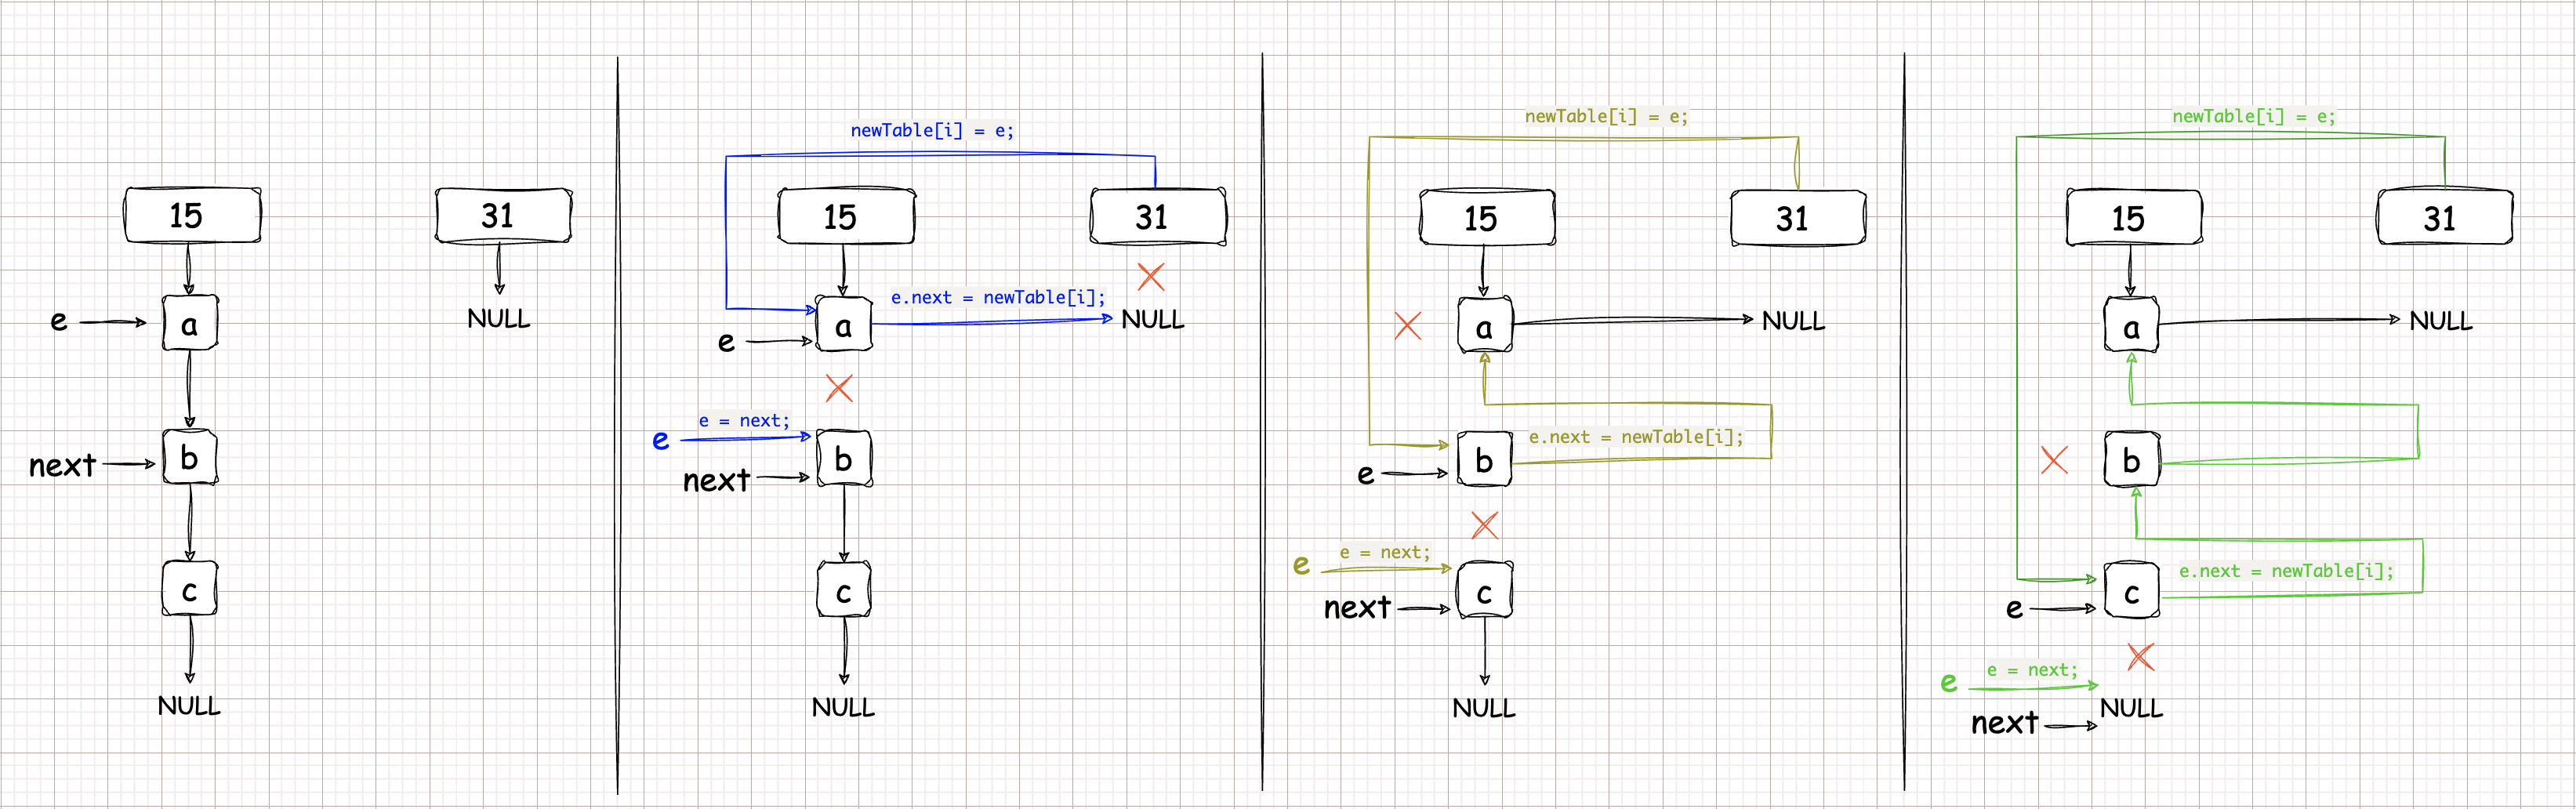 15
31
e
a
NULL
b
next
c
NULL
newTable[i] = e;
15
31
e.next = newTable[i];
a
NULL
e
e = next;
e
b
next
c
NULL
newTable[i] = e;
15
31
a
NULL
e.next = newTable[i];
b
e
e = next;
e
c
next
NULL
newTable[i] = e;
15
31
a
NULL
b
e.next = newTable[i];
c
e
e = next;
e
NULL
next